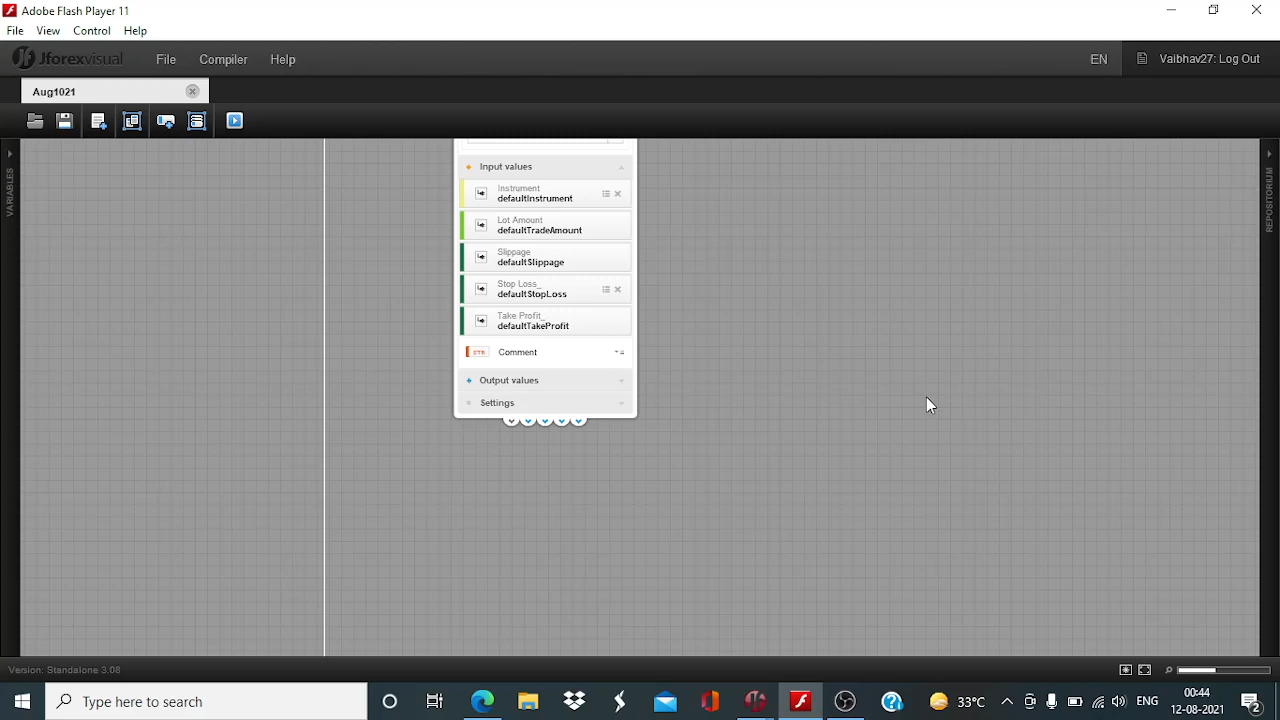 Adobe Flash Player 11
File View Control Help
Jforexvisual File Compiler Help EN Vaibhav27: Log Out
Aug1021
VARIABLES
REPOSITORIUM
Input values
Instrument
defaultInstrument
Lot Amount
defaultTradeAmount
Slippage
defaultSlippage
Stop Loss_
defaultStopLoss
Take Profit_
defaultTakeProfit
STR Comment
Output values
Settings
Version: Standalone 3.08
Type here to search
33°C
ENG
00:44
12-08-2021
2